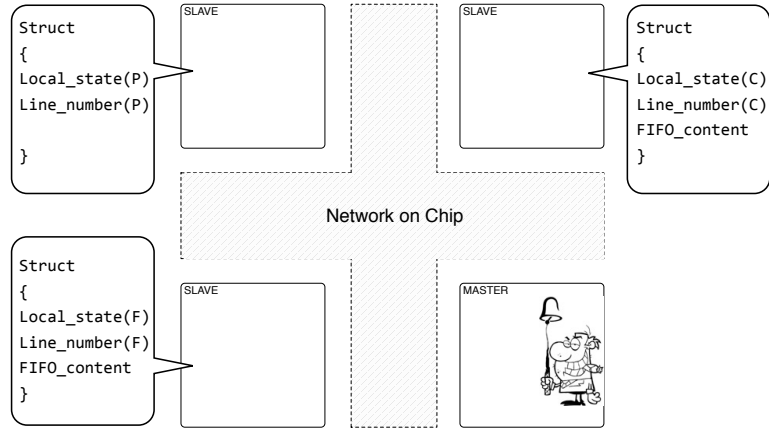 Struct
{
Local_state(P)
Line_number(P)
}
SLAVE
SLAVE
Struct
{
Local_state(C)
Line_number(C)
FIFO_content
}
Network on Chip
Struct
{
Local_state(F)
Line_number(F)
FIFO_content
}
SLAVE
MASTER